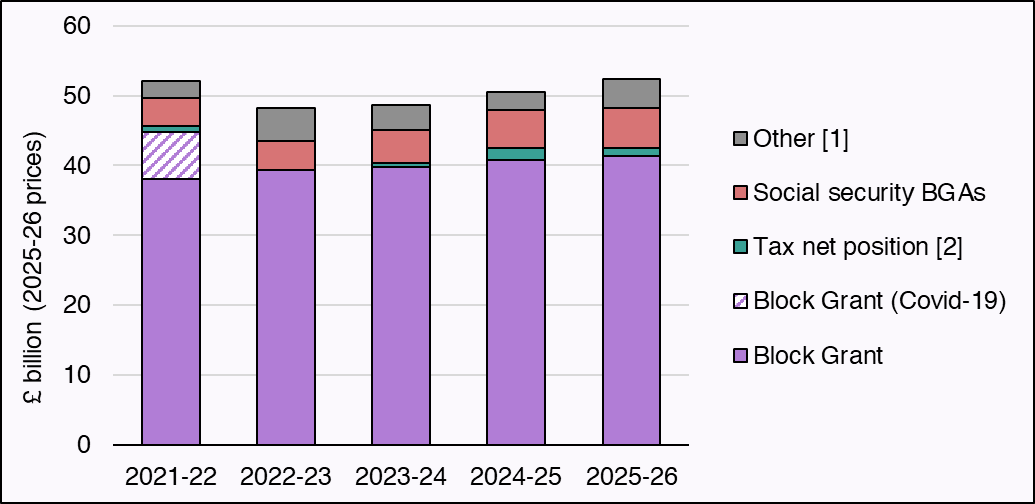 60
50
40
30
20
10
0
£ billion (2025-26 prices)
2021-22 2022-23 2023-24 2024-25 2025-26
Other [1]
Social security BGAs
Tax net position [2]
Block Grant (Covid-19)
Block Grant